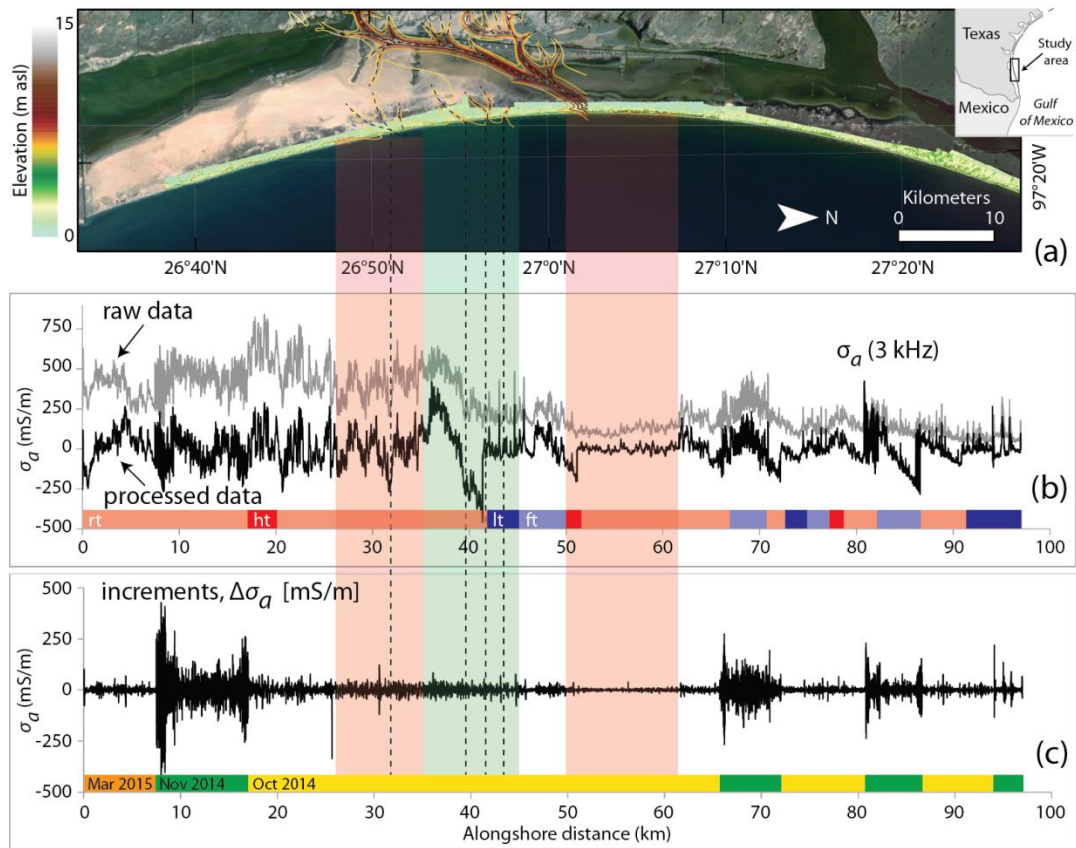 15
Elevation (m asl)
0
Texas
Study
area
Mexico
Gulf
of Mexico
97°20'W
Kilometers
N
0 10
(a)
26°40'N 26°50'N 27°0'N 27°10'N 27°20'N
raw data
σa (3 kHz)
processed data
σa (mS/m)
750
500
250
0
-250
-500
rt ht lt ft
(b)
0 10 20 30 40 50 60 70 80 90 100
increments, Δσa [mS/m]
σa (mS/m)
500
250
0
-250
-500
(c)
Mar 2015 Nov 2014 Oct 2014
0 10 20 30 40 50 60 70 80 90 100
Alongshore distance (km)